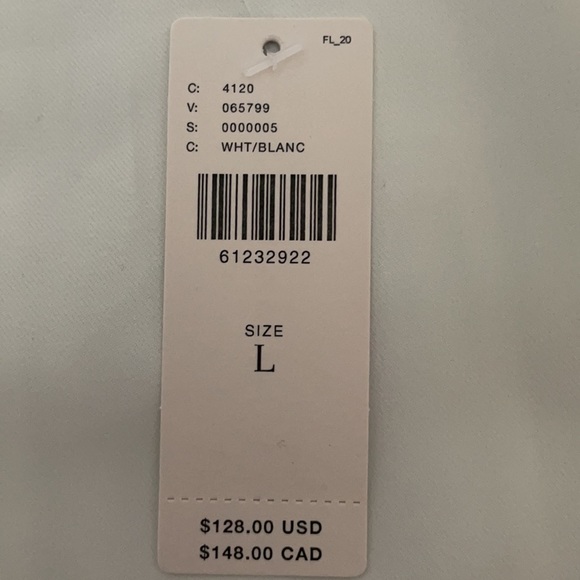 FL_20
C: 4120
V: 065799
S: 0000005
C: WHT/BLANC
61232922
SIZE
L
$128.00 USD
$148.00 CAD